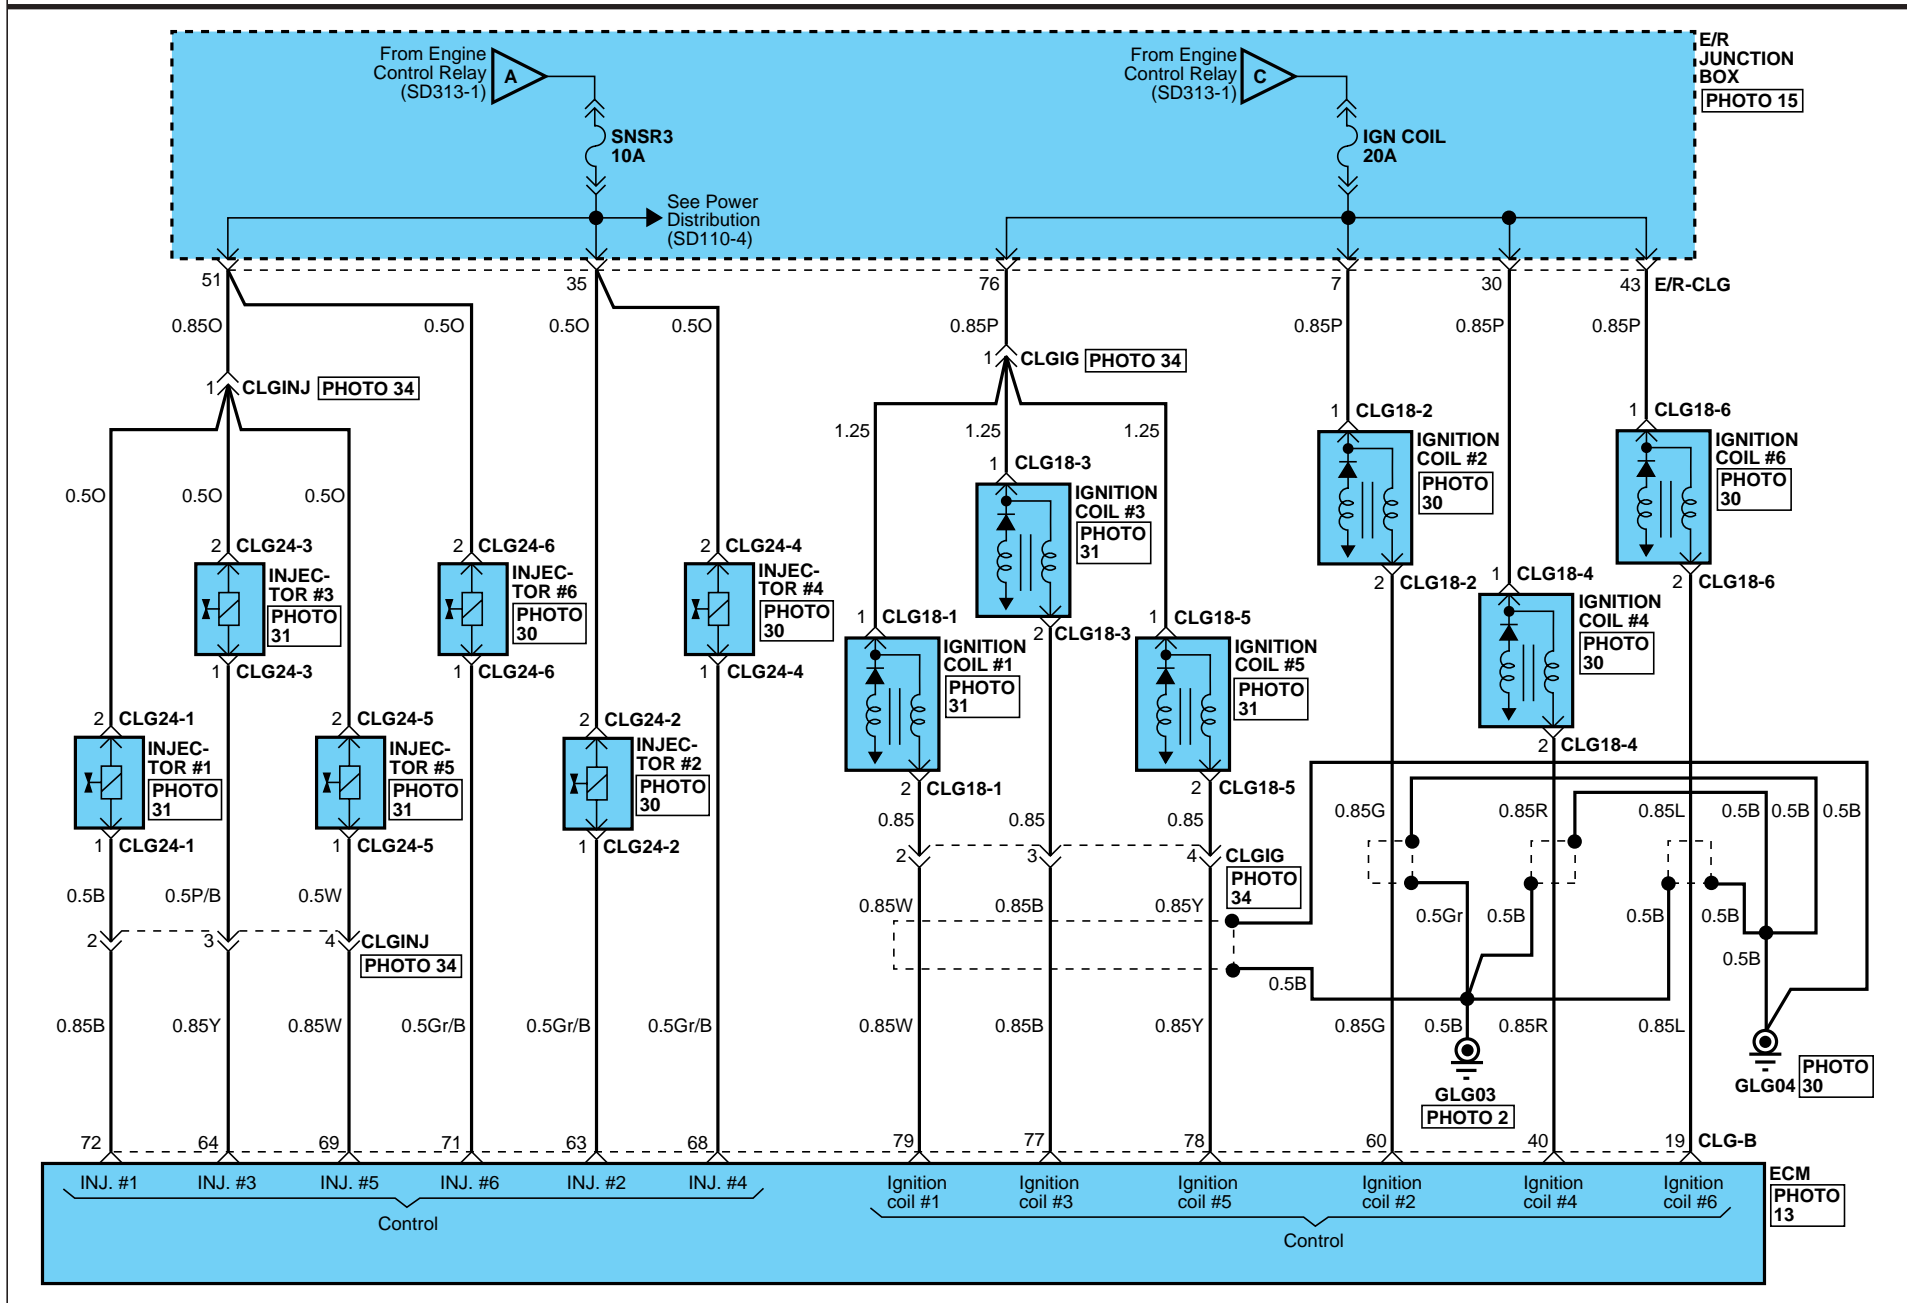 From Engine
Control Relay
(SD313-1)
A
SNSR3
10A
See Power
Distribution
(SD110-4)
From Engine
Control Relay
(SD313-1)
C
IGN COIL
20A
E/R
JUNCTION
BOX
PHOTO 15
51
35
76
7
30
43
E/R-CLG
0.85O
0.5O
0.5O
0.5O
0.85P
0.85P
0.85P
0.85P
1
CLGINJ
PHOTO 34
1
CLGIG
PHOTO 34
0.5O
0.5O
0.5O
1.25
1.25
1.25
1
CLG18-2
IGNITION
COIL #2
PHOTO
30
2
CLG18-2
1
CLG18-6
IGNITION
COIL #6
PHOTO
30
2
CLG18-6
1
CLG18-3
IGNITION
COIL #3
PHOTO
31
2
CLG18-3
2
CLG24-3
INJEC-
TOR #3
PHOTO
31
1
CLG24-3
2
CLG24-6
INJEC-
TOR #6
PHOTO
30
1
CLG24-6
2
CLG24-4
INJEC-
TOR #4
PHOTO
30
1
CLG24-4
1
CLG18-4
IGNITION
COIL #4
PHOTO
30
2
CLG18-4
1
CLG18-1
IGNITION
COIL #1
PHOTO
31
2
CLG18-1
1
CLG18-5
IGNITION
COIL #5
PHOTO
31
2
CLG18-5
2
CLG24-1
INJEC-
TOR #1
PHOTO
31
1
CLG24-1
2
CLG24-5
INJEC-
TOR #5
PHOTO
31
1
CLG24-5
2
CLG24-2
INJEC-
TOR #2
PHOTO
30
1
CLG24-2
0.85
0.85
0.85
0.85G
0.85R
0.85L
0.5B
0.5B
0.5B
2
3
4
CLGIG
PHOTO
34
0.5B
0.5P/B
0.5W
0.85W
0.85B
0.85Y
0.5Gr
0.5B
0.5B
0.5B
2
3
4
CLGINJ
PHOTO 34
0.5B
0.5B
0.85B
0.85Y
0.85W
0.5Gr/B
0.5Gr/B
0.5Gr/B
0.85W
0.85B
0.85Y
0.85G
0.5B
0.85R
0.85L
GLG03
PHOTO 2
GLG04
PHOTO
30
72
64
69
71
63
68
79
77
78
60
40
19
CLG-B
INJ. #1
INJ. #3
INJ. #5
INJ. #6
INJ. #2
INJ. #4
Control
Ignition
coil #1
Ignition
coil #3
Ignition
coil #5
Ignition
coil #2
Ignition
coil #4
Ignition
coil #6
Control
ECM
PHOTO
13